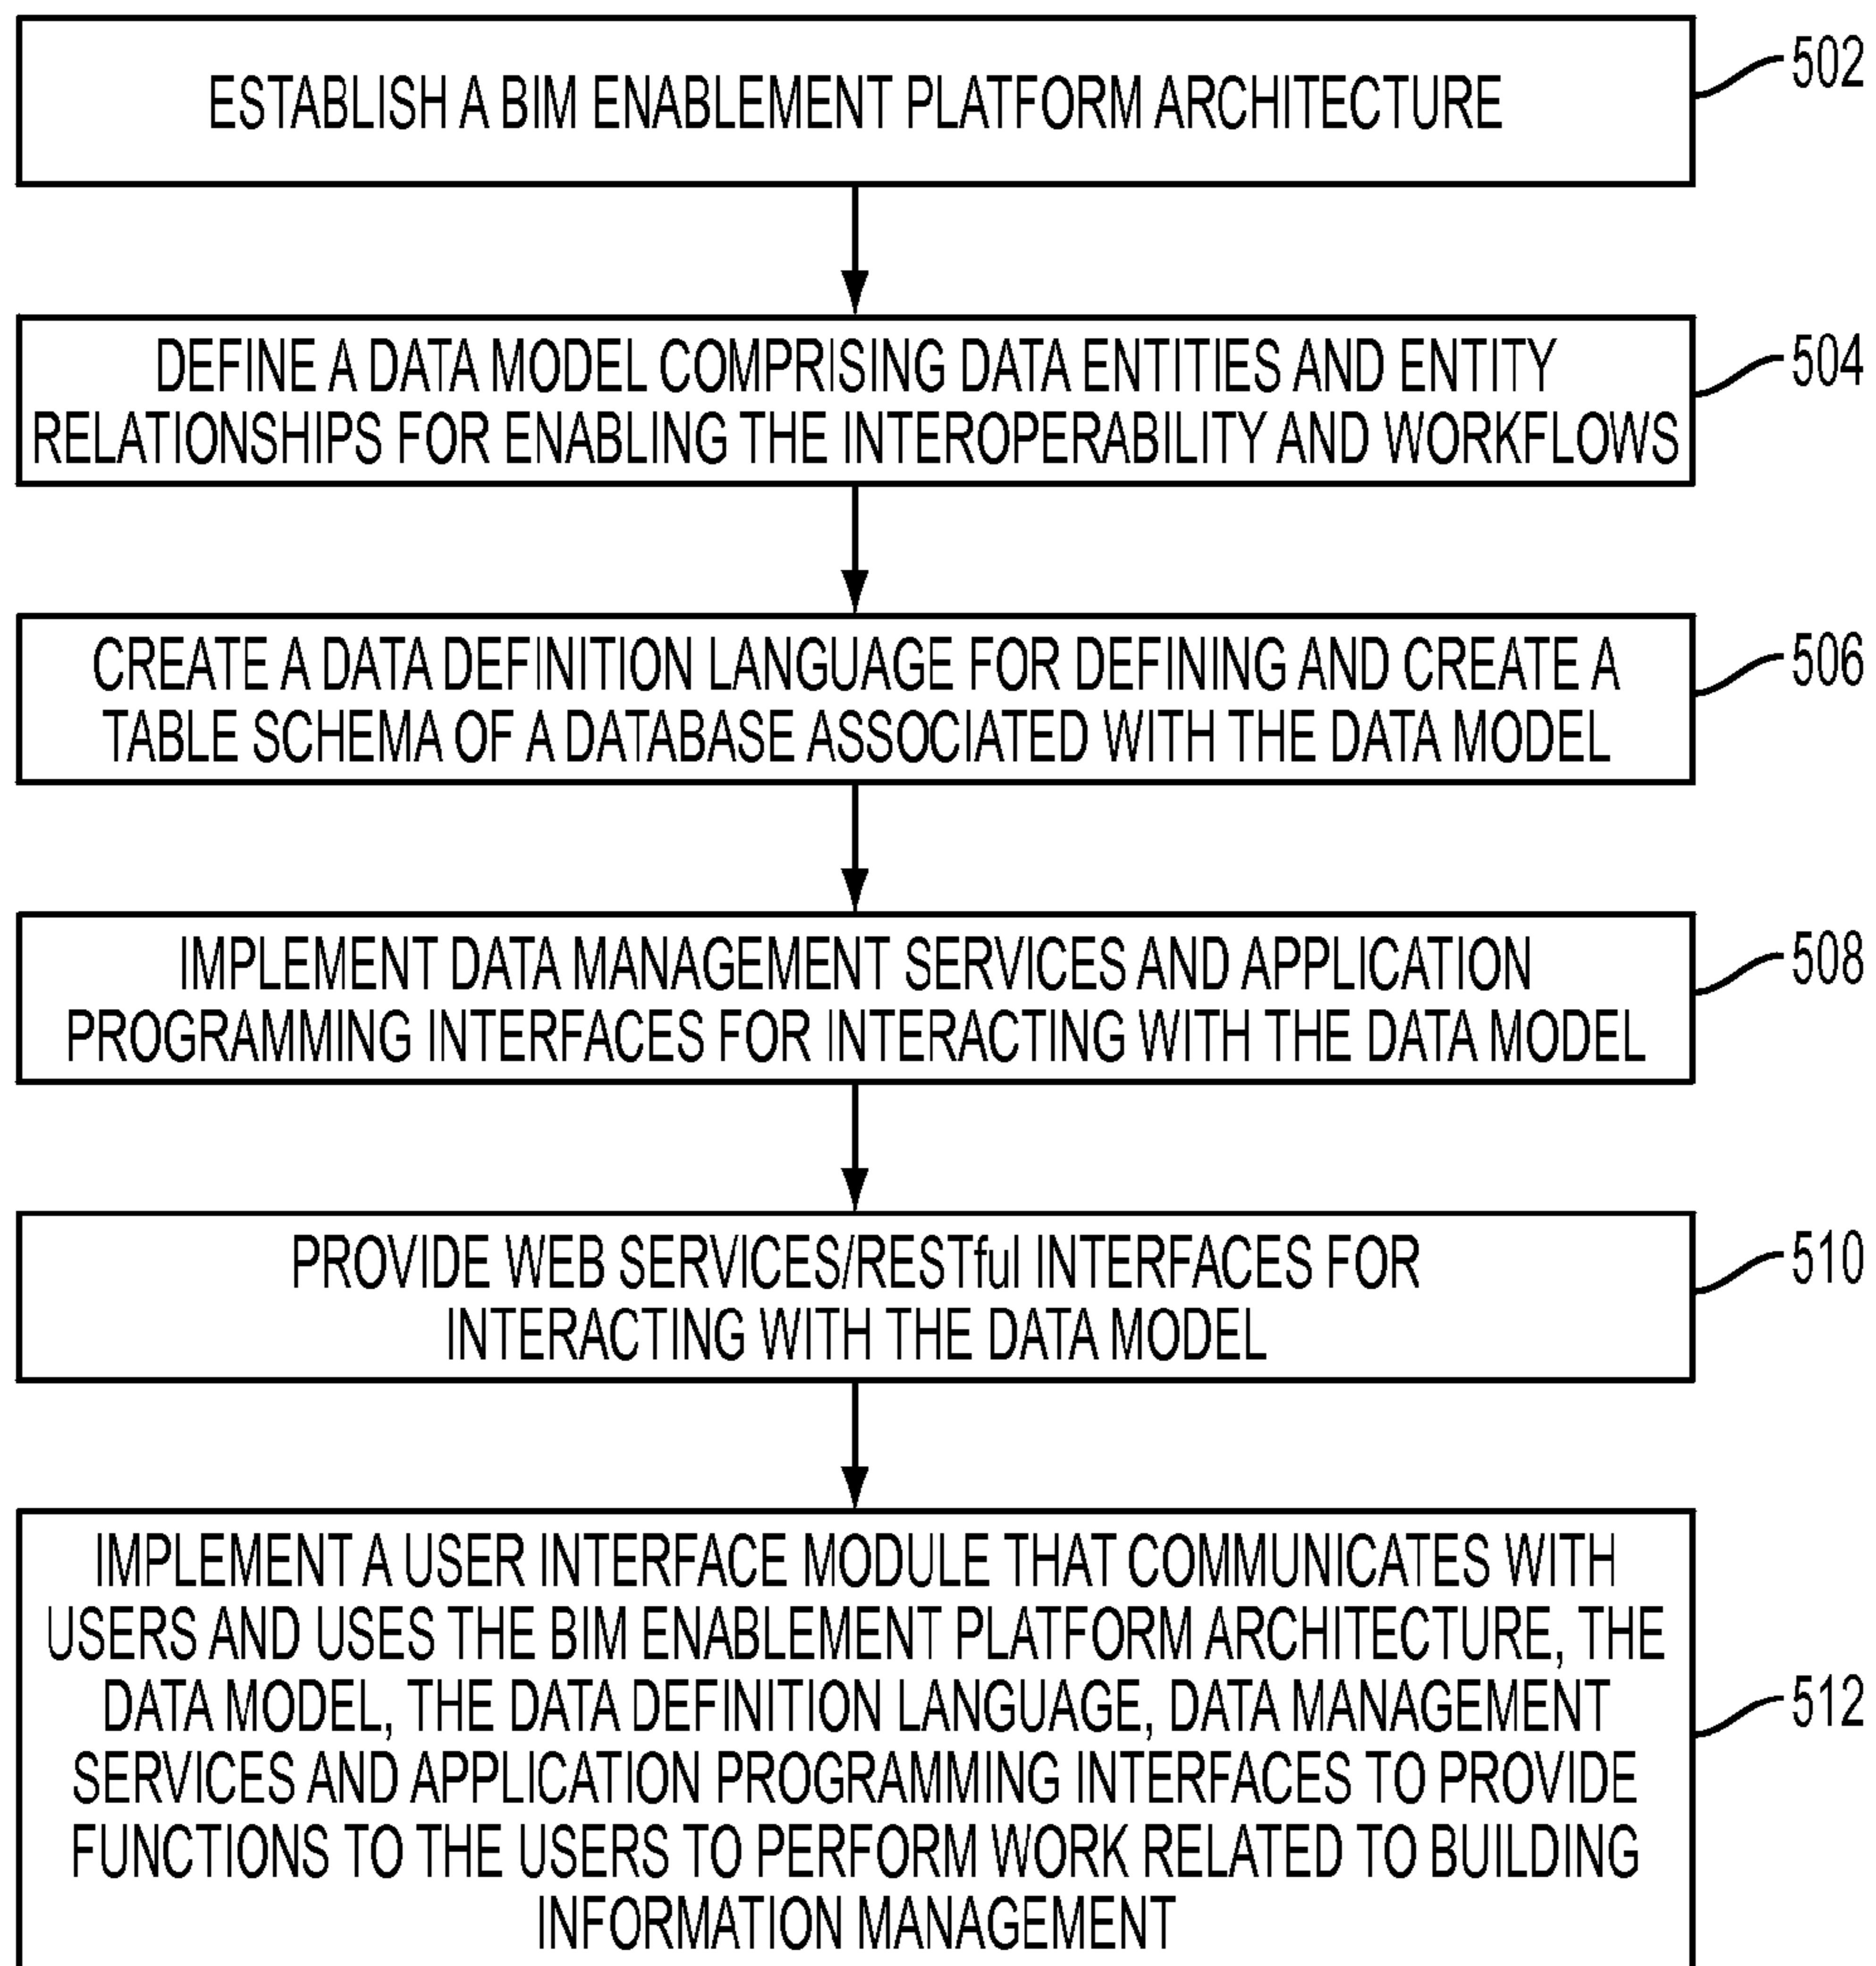 ESTABLISH A BIM ENABLEMENT PLATFORM ARCHITECTURE
502
DEFINE A DATA MODEL COMPRISING DATA ENTITIES AND ENTITY
RELATIONSHIPS FOR ENABLING THE INTEROPERABILITY AND WORKFLOWS
504
CREATE A DATA DEFINITION LANGUAGE FOR DEFINING AND CREATE A
TABLE SCHEMA OF A DATABASE ASSOCIATED WITH THE DATA MODEL
506
IMPLEMENT DATA MANAGEMENT SERVICES AND APPLICATION
PROGRAMMING INTERFACES FOR INTERACTING WITH THE DATA MODEL
508
PROVIDE WEB SERVICES/RESTful INTERFACES FOR
INTERACTING WITH THE DATA MODEL
510
IMPLEMENT A USER INTERFACE MODULE THAT COMMUNICATES WITH
USERS AND USES THE BIM ENABLEMENT PLATFORM ARCHITECTURE, THE
DATA MODEL, THE DATA DEFINITION LANGUAGE, DATA MANAGEMENT
SERVICES AND APPLICATION PROGRAMMING INTERFACES TO PROVIDE
FUNCTIONS TO THE USERS TO PERFORM WORK RELATED TO BUILDING
INFORMATION MANAGEMENT
512